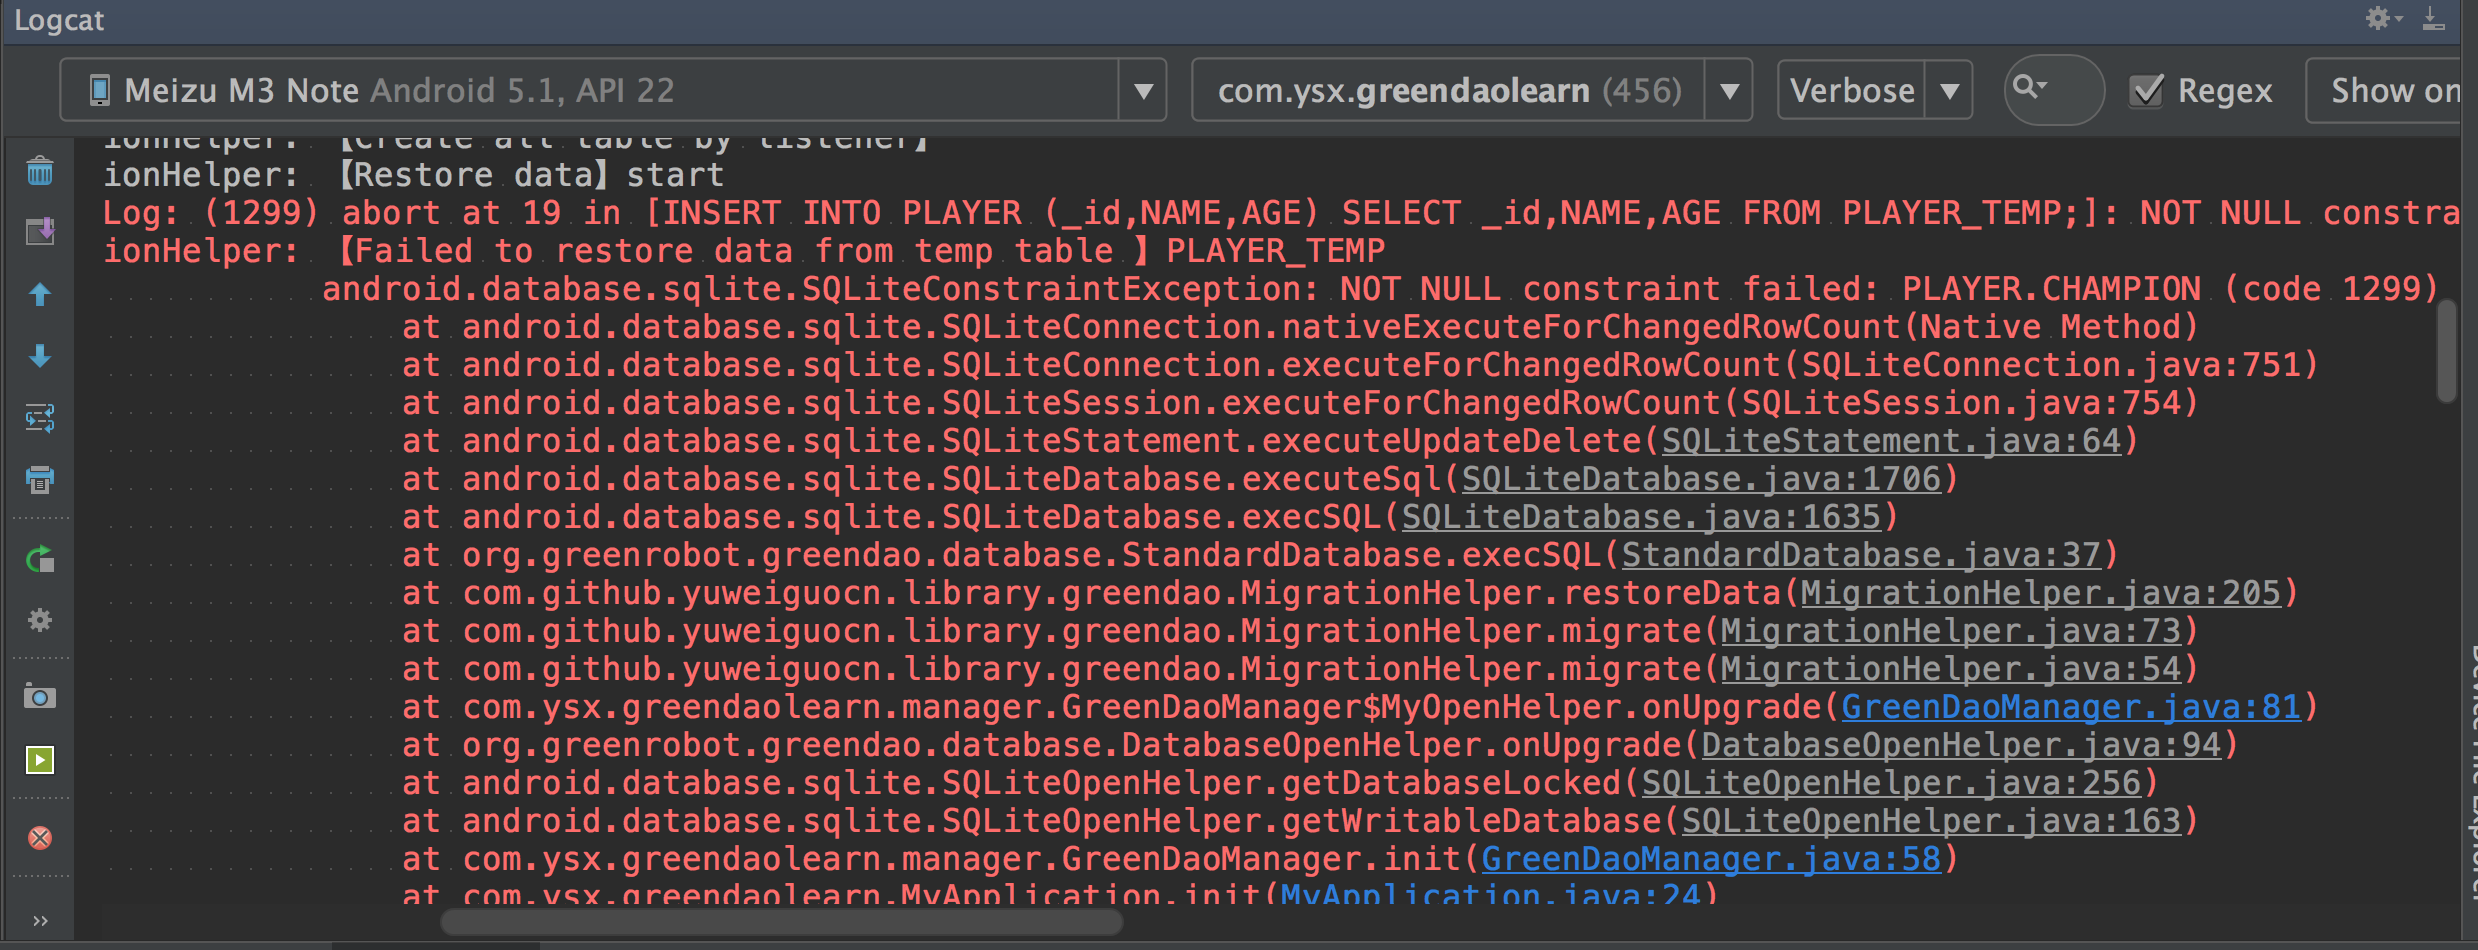 Logcat
Meizu M3 Note Android 5.1, API 22
com.ysx.greendaolearn (456)
Verbose
Regex
Show on
ionHelper: 【Create all table by listener】
ionHelper: 【Restore data】start
Log: (1299) abort at 19 in [INSERT INTO PLAYER (_id,NAME,AGE) SELECT _id,NAME,AGE FROM PLAYER_TEMP;]: NOT NULL constra
ionHelper: 【Failed to restore data from temp table 】PLAYER_TEMP
android.database.sqlite.SQLiteConstraintException: NOT NULL constraint failed: PLAYER.CHAMPION (code 1299)
at android.database.sqlite.SQLiteConnection.nativeExecuteForChangedRowCount(Native Method)
at android.database.sqlite.SQLiteConnection.executeForChangedRowCount(SQLiteConnection.java:751)
at android.database.sqlite.SQLiteSession.executeForChangedRowCount(SQLiteSession.java:754)
at android.database.sqlite.SQLiteStatement.executeUpdateDelete(SQLiteStatement.java:64)
at android.database.sqlite.SQLiteDatabase.executeSql(SQLiteDatabase.java:1706)
at android.database.sqlite.SQLiteDatabase.execSQL(SQLiteDatabase.java:1635)
at org.greenrobot.greendao.database.StandardDatabase.execSQL(StandardDatabase.java:37)
at com.github.yuweiguocn.library.greendao.MigrationHelper.restoreData(MigrationHelper.java:205)
at com.github.yuweiguocn.library.greendao.MigrationHelper.migrate(MigrationHelper.java:73)
at com.github.yuweiguocn.library.greendao.MigrationHelper.migrate(MigrationHelper.java:54)
at com.ysx.greendaolearn.manager.GreenDaoManager$MyOpenHelper.onUpgrade(GreenDaoManager.java:81)
at org.greenrobot.greendao.database.DatabaseOpenHelper.onUpgrade(DatabaseOpenHelper.java:94)
at android.database.sqlite.SQLiteOpenHelper.getDatabaseLocked(SQLiteOpenHelper.java:256)
at android.database.sqlite.SQLiteOpenHelper.getWritableDatabase(SQLiteOpenHelper.java:163)
at com.ysx.greendaolearn.manager.GreenDaoManager.init(GreenDaoManager.java:58)
at com.ysx.greendaolearn.MyApplication.init(MyApplication.java:24)
Device File Explorer